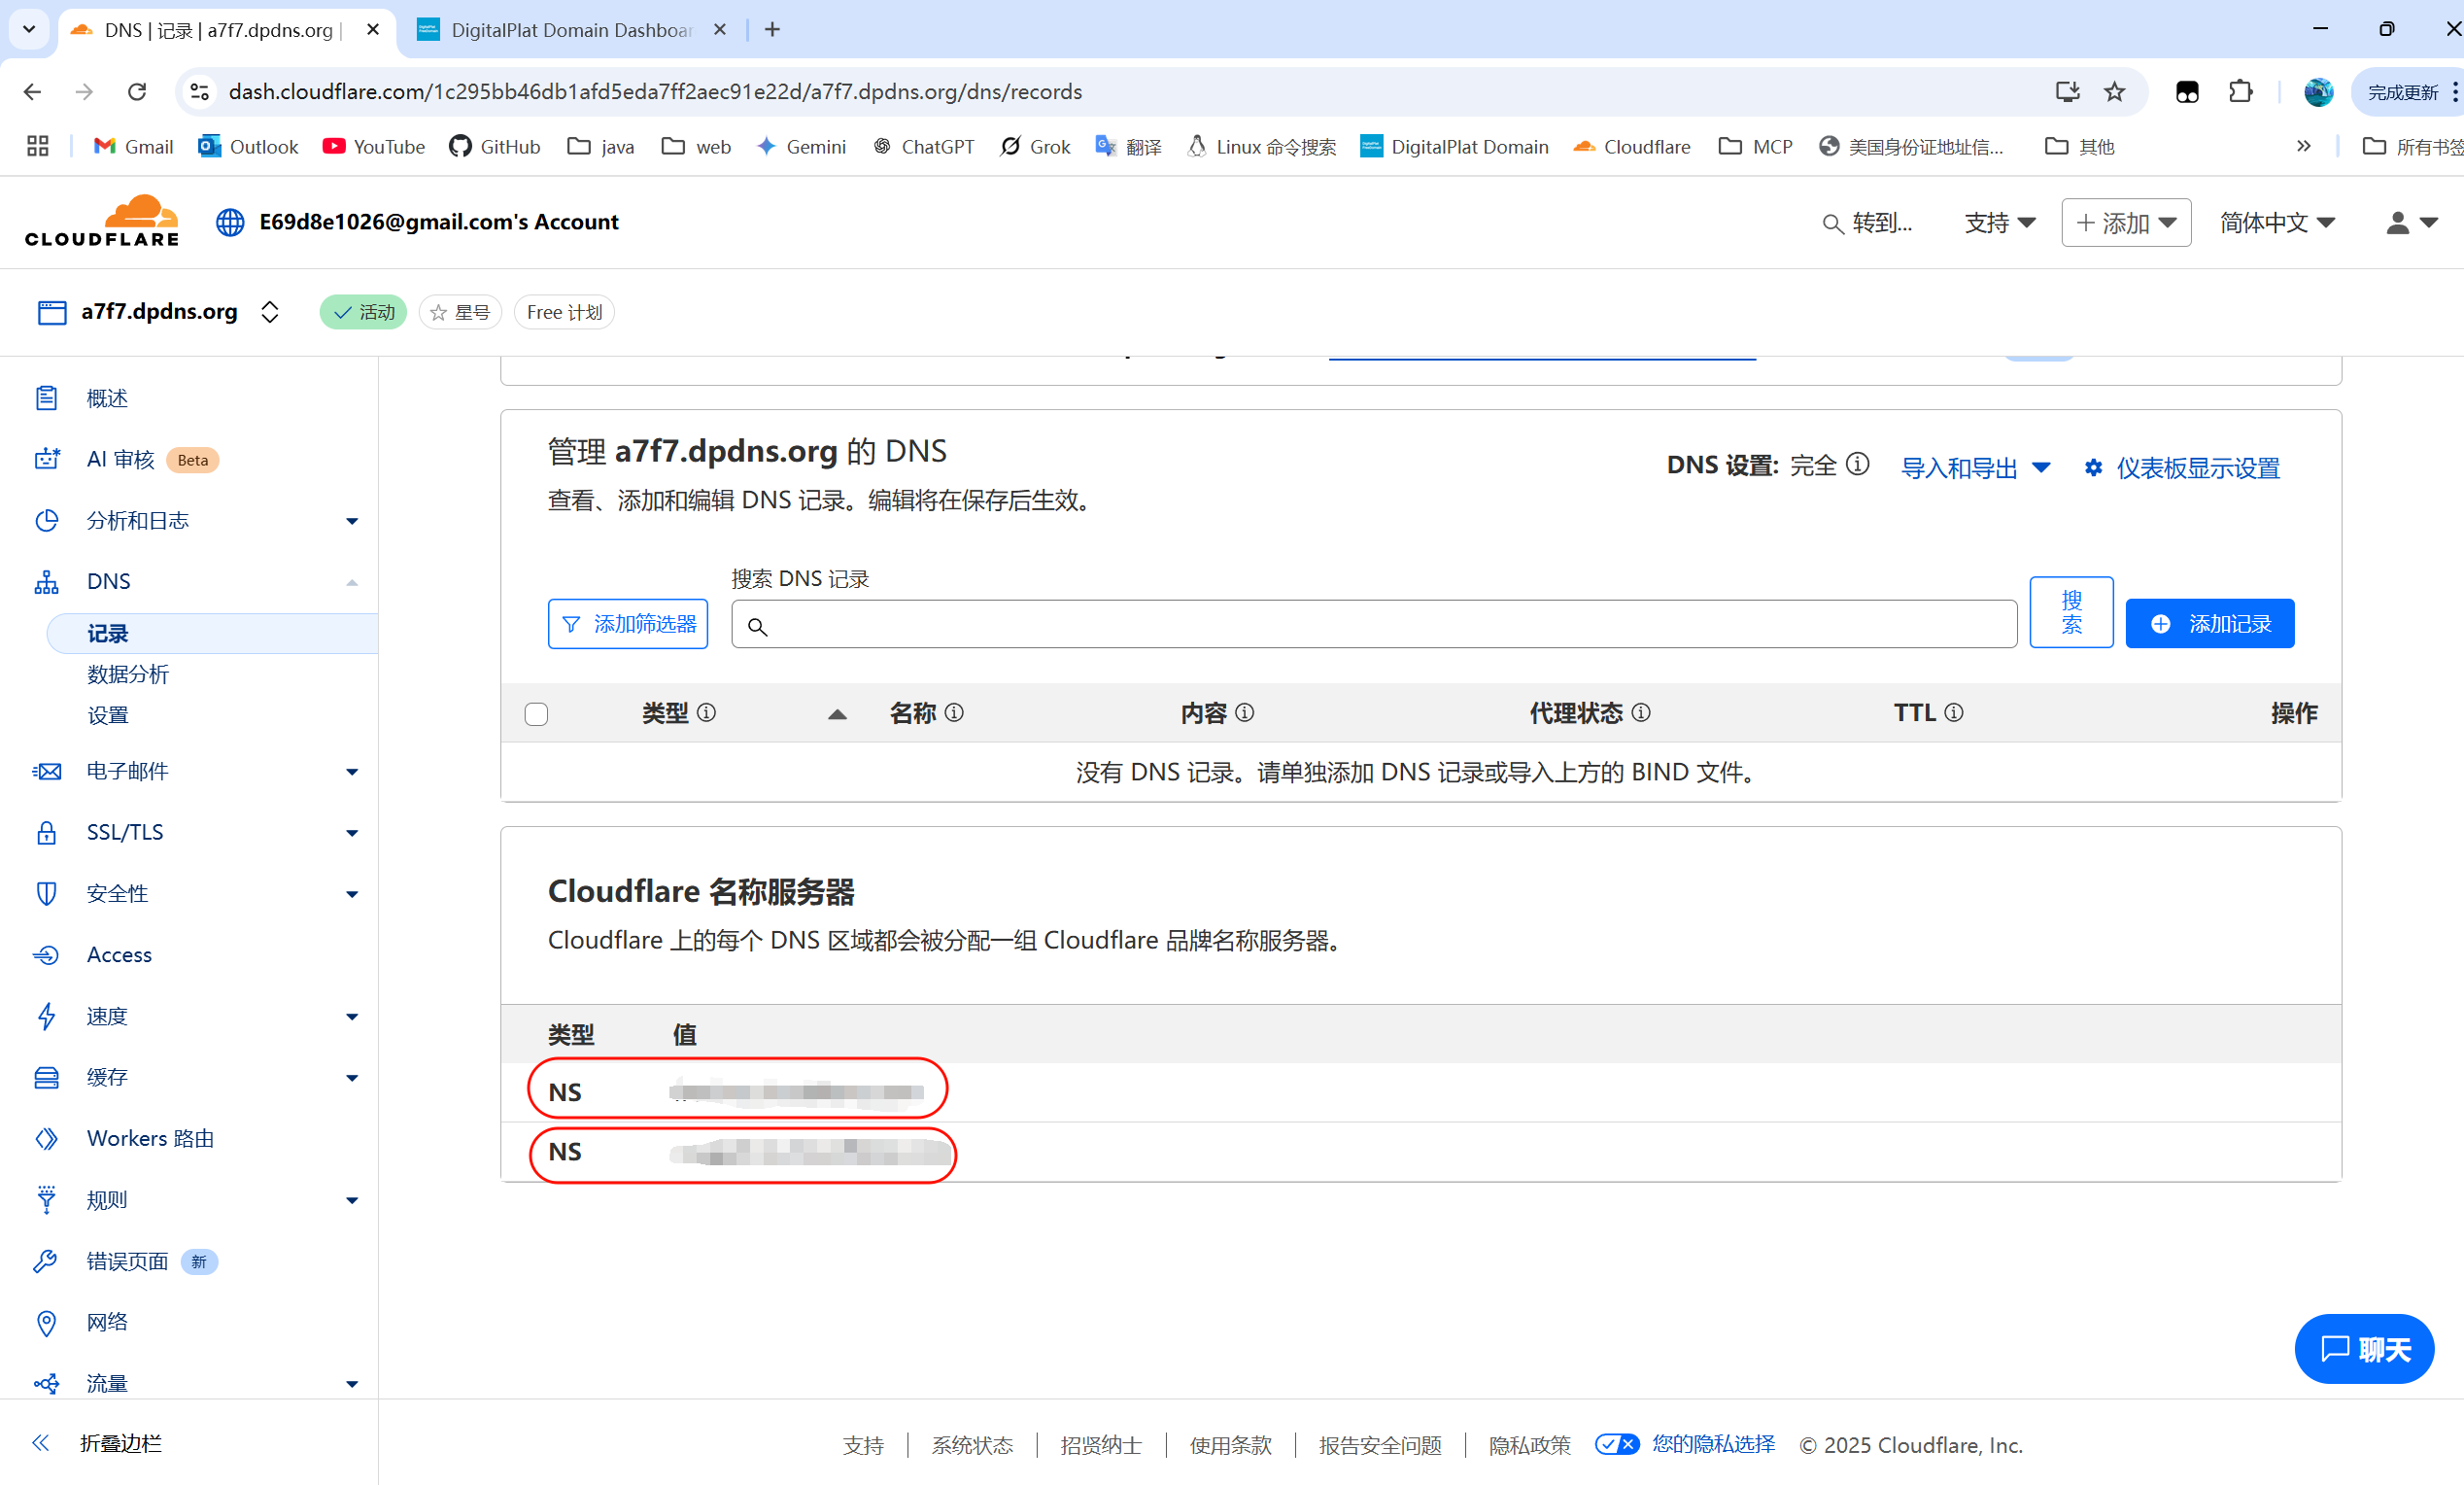 DNS | 记录 | a7f7.dpdns.org |
DigitalPlat Domain Dashboar
dash.cloudflare.com/1c295bb46db1afd5eda7ff2aec91e22d/a7f7.dpdns.org/dns/records
完成更新
Gmail
Outlook
YouTube
GitHub
java
web
Gemini
ChatGPT
Grok
翻译
Linux 命令搜索
DigitalPlat Domain
Cloudflare
MCP
美国身份证地址信...
其他
所有书签
CLOUDFLARE
E69d8e1026@gmail.com's Account
转到...
支持
添加
简体中文
a7f7.dpdns.org
活动
星号
Free 计划
概述
AI 审核 Beta
分析和日志
DNS
记录
数据分析
设置
电子邮件
SSL/TLS
安全性
Access
速度
缓存
Workers 路由
规则
错误页面 新
网络
流量
折叠边栏
管理 a7f7.dpdns.org 的 DNS
查看、添加和编辑 DNS 记录。编辑将在保存后生效。
DNS 设置: 完全
导入和导出
仪表板显示设置
搜索 DNS 记录
添加筛选器
搜
索
添加记录
类型 名称 内容 代理状态 TTL 操作
没有 DNS 记录。请单独添加 DNS 记录或导入上方的 BIND 文件。
Cloudflare 名称服务器
Cloudflare 上的每个 DNS 区域都会被分配一组 Cloudflare 品牌名称服务器。
类型 值
NS
NS
聊天
支持 系统状态 招贤纳士 使用条款 报告安全问题 隐私政策 您的隐私选择 © 2025 Cloudflare, Inc.